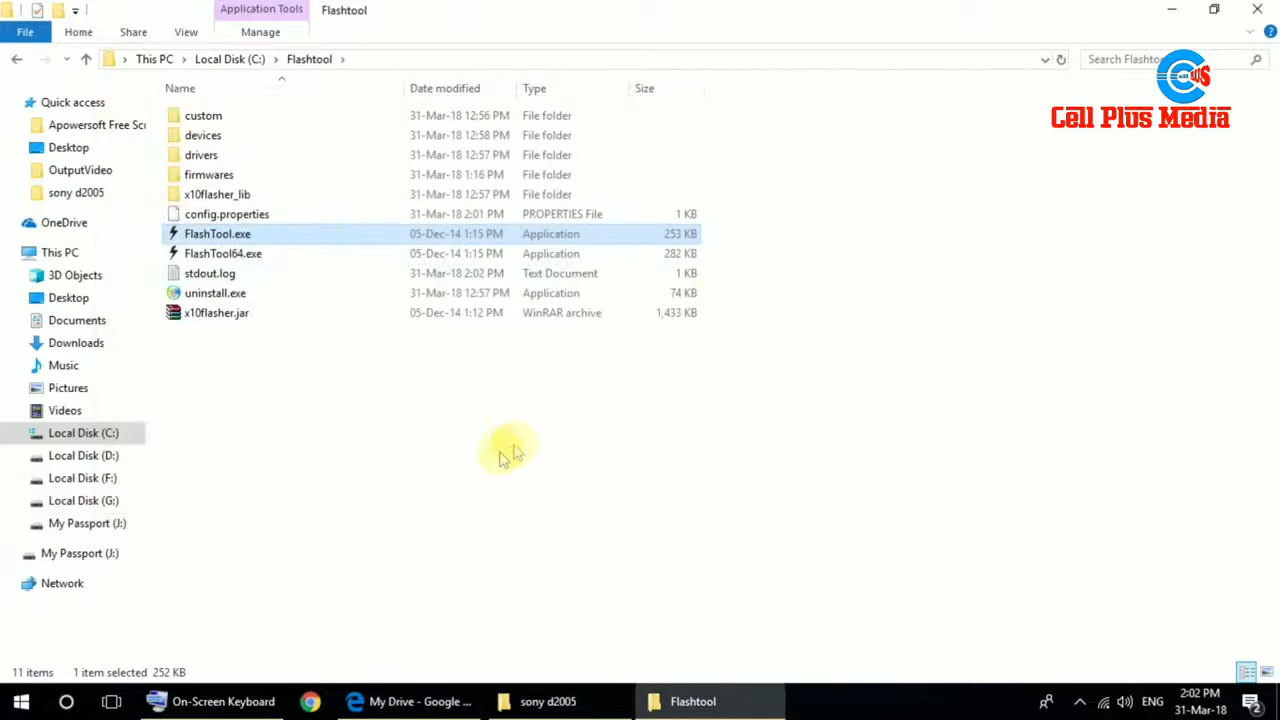 Application Tools
Flashtool
File
Home
Share
View
Manage
This PC
Local Disk (C:)
Flashtool
Search Flashto
Cell Plus Media
Name
Date modified
Type
Size
Quick access
Apowersoft Free Scr
Desktop
OutputVideo
sony d2005
OneDrive
This PC
3D Objects
Desktop
Documents
Downloads
Music
Pictures
Videos
Local Disk (C:)
Local Disk (D:)
Local Disk (F:)
Local Disk (G:)
My Passport (J:)
My Passport (J:)
Network
custom 31-Mar-18 12:56 PM File folder
devices 31-Mar-18 12:58 PM File folder
drivers 31-Mar-18 12:57 PM File folder
firmwares 31-Mar-18 1:16 PM File folder
x10flasher_lib 31-Mar-18 12:57 PM File folder
config.properties 31-Mar-18 2:01 PM PROPERTIES File 1 KB
FlashTool.exe 05-Dec-14 1:15 PM Application 253 KB
FlashTool64.exe 05-Dec-14 1:15 PM Application 282 KB
stdout.log 31-Mar-18 2:02 PM Text Document 1 KB
uninstall.exe 31-Mar-18 12:57 PM Application 74 KB
x10flasher.jar 05-Dec-14 1:12 PM WinRAR archive 1,433 KB
11 items
1 item selected 252 KB
On-Screen Keyboard
My Drive - Google ...
sony d2005
Flashtool
ENG
2:02 PM
31-Mar-18
2